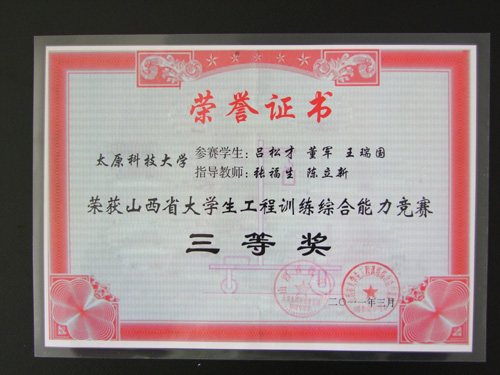 荣誉证书
太原科技大学
参赛学生：吕松才 董军 王瑞国
指导教师：张福生 陈立新
荣获山西省大学生工程训练综合能力竞赛
三等奖
二〇一一年三月